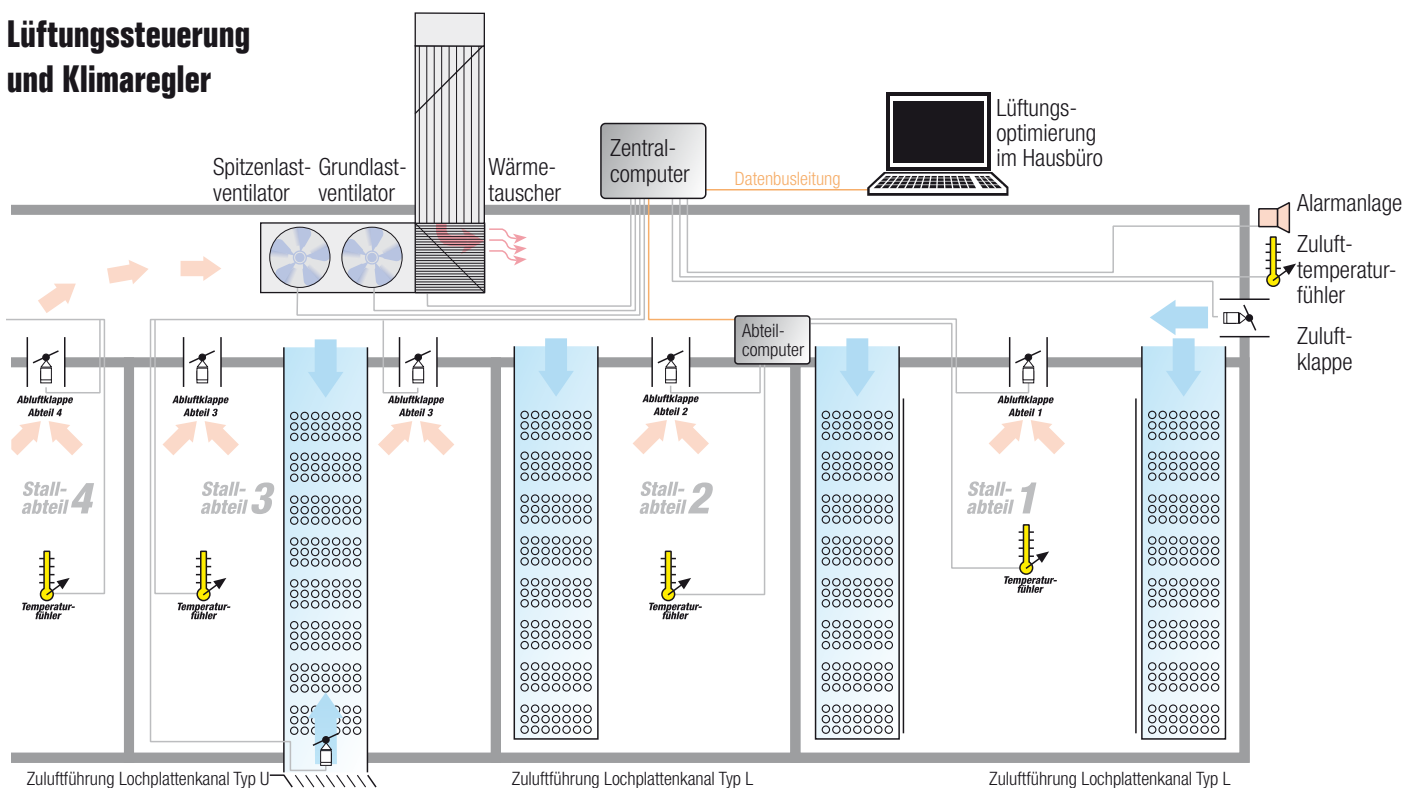 Lüftungssteuerung
und Klimaregler
Spitzenlast-
ventilator
Grundlast-
ventilator
Wärme-
tauscher
Zentral-
computer
Datenbusleitung
Lüftungs-
optimierung
im Hausbüro
Alarmanlage
Zuluft-
temperatur-
fühler
Zuluft-
klappe
Abteil-
computer
Abluftklappe
Abteil 4
Abluftklappe
Abteil 3
Abluftklappe
Abteil 3
Abluftklappe
Abteil 2
Abluftklappe
Abteil 1
Stall-
abteil 4
Stall-
abteil 3
Stall-
abteil 2
Stall-
abteil 1
Temperatur-
fühler
Temperatur-
fühler
Temperatur-
fühler
Temperatur-
fühler
Zuluftführung Lochplattenkanal Typ U
Zuluftführung Lochplattenkanal Typ L
Zuluftführung Lochplattenkanal Typ L